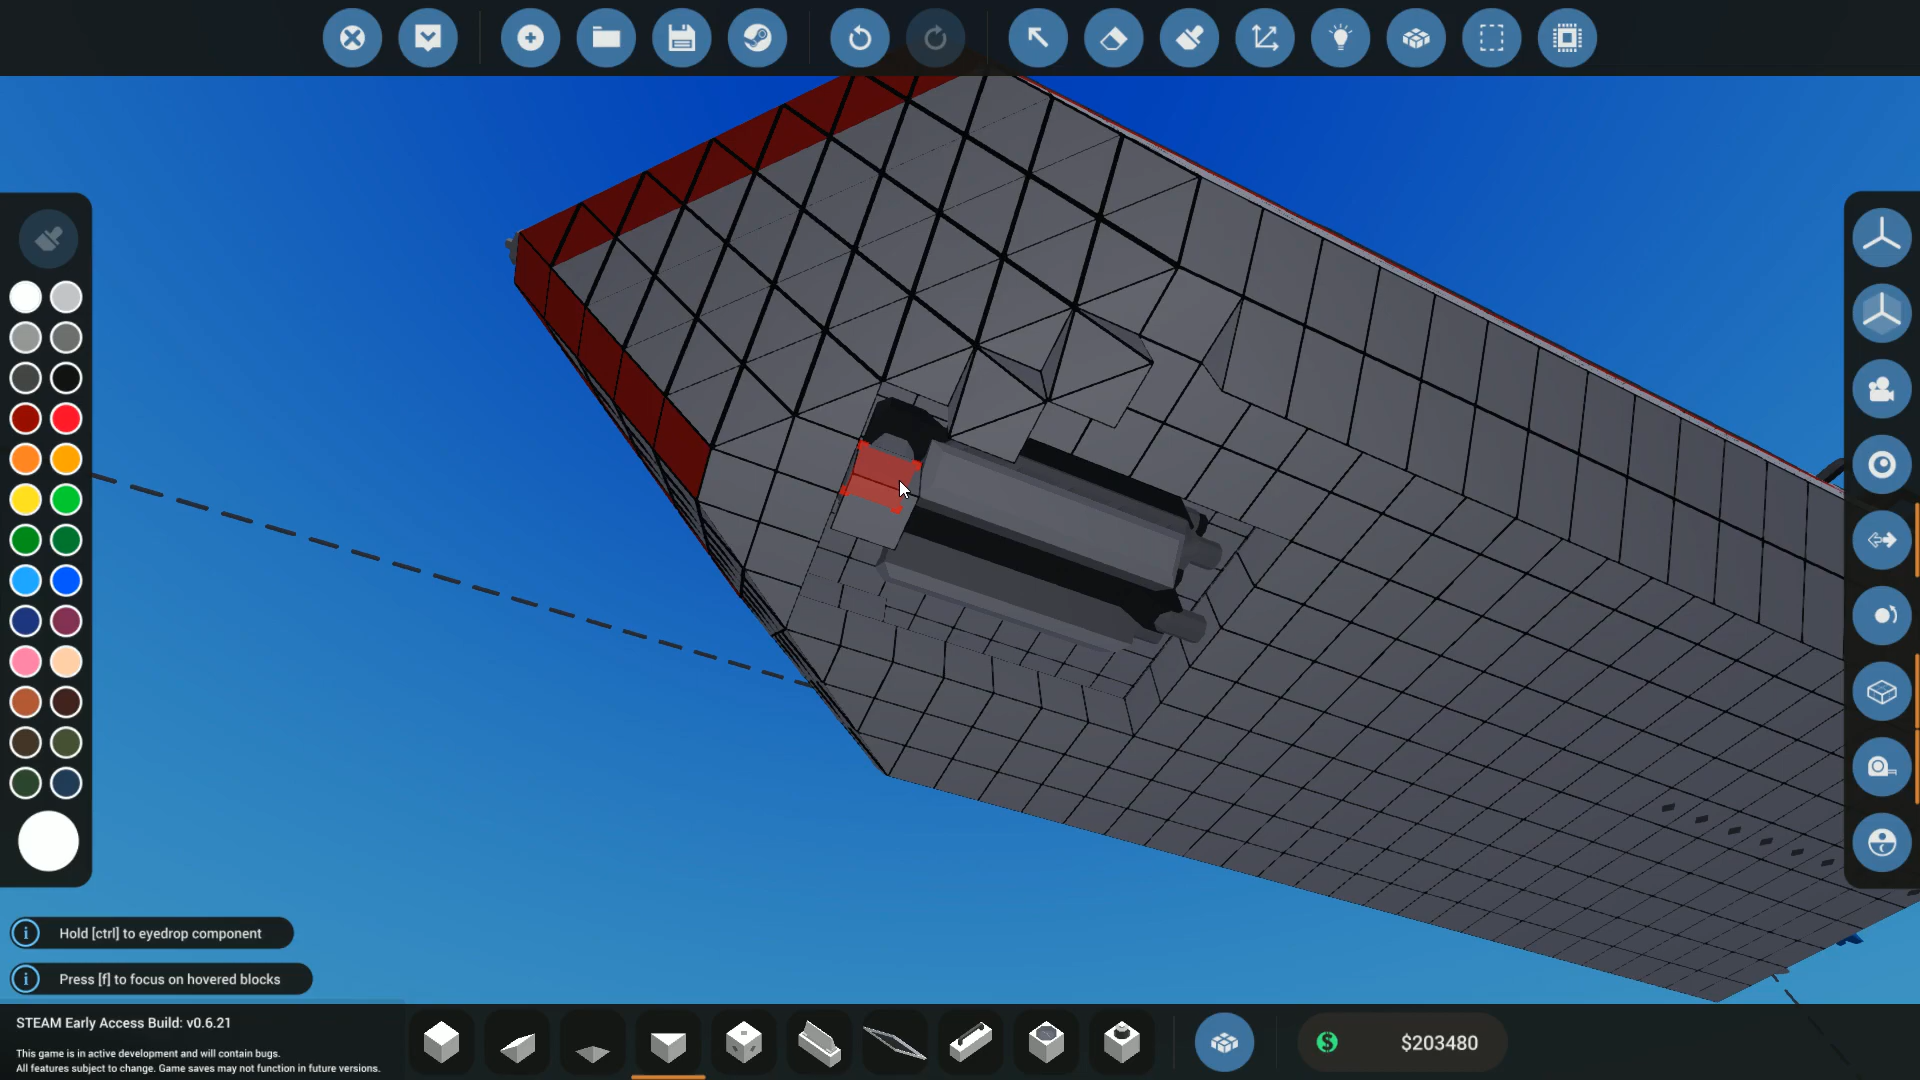 Hold [ctrl] to eyedrop component
Press [f] to focus on hovered blocks
STEAM Early Access Build: v0.6.21
This game is in active development and will contain bugs.
All features subject to change. Game saves may not function in future versions.
$203480